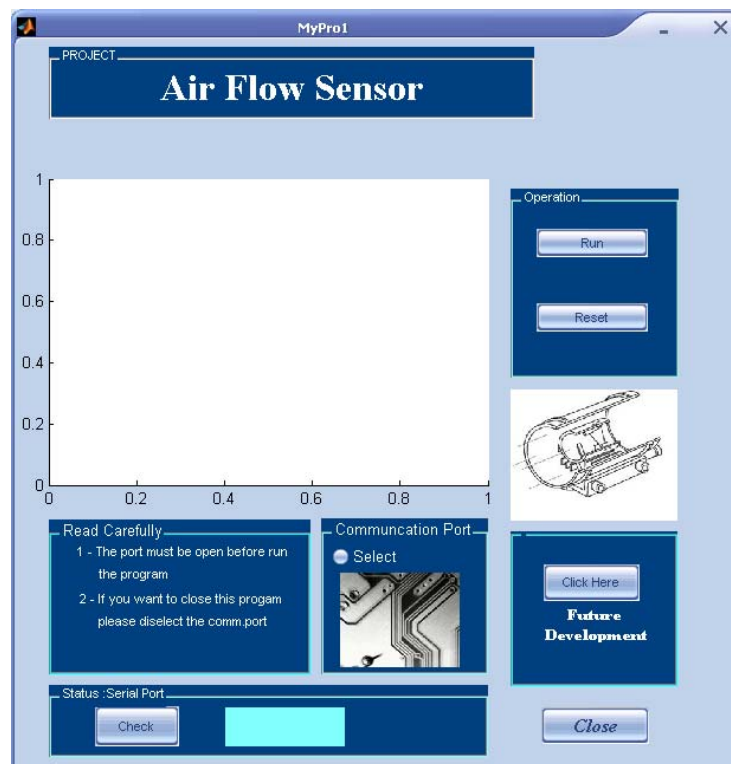 MyPro1
PROJECT
Air Flow Sensor
1
0.8
0.6
0.4
0.2
0
0
0.2
0.4
0.6
0.8
1
Operation
Run
Reset
Read Carefully
1 - The port must be open before run
the program
2 - If you want to close this progam
please diselect the comm.port
Communcation Port
Select
Click Here
Future
Development
Status :Serial Port
Check
Close